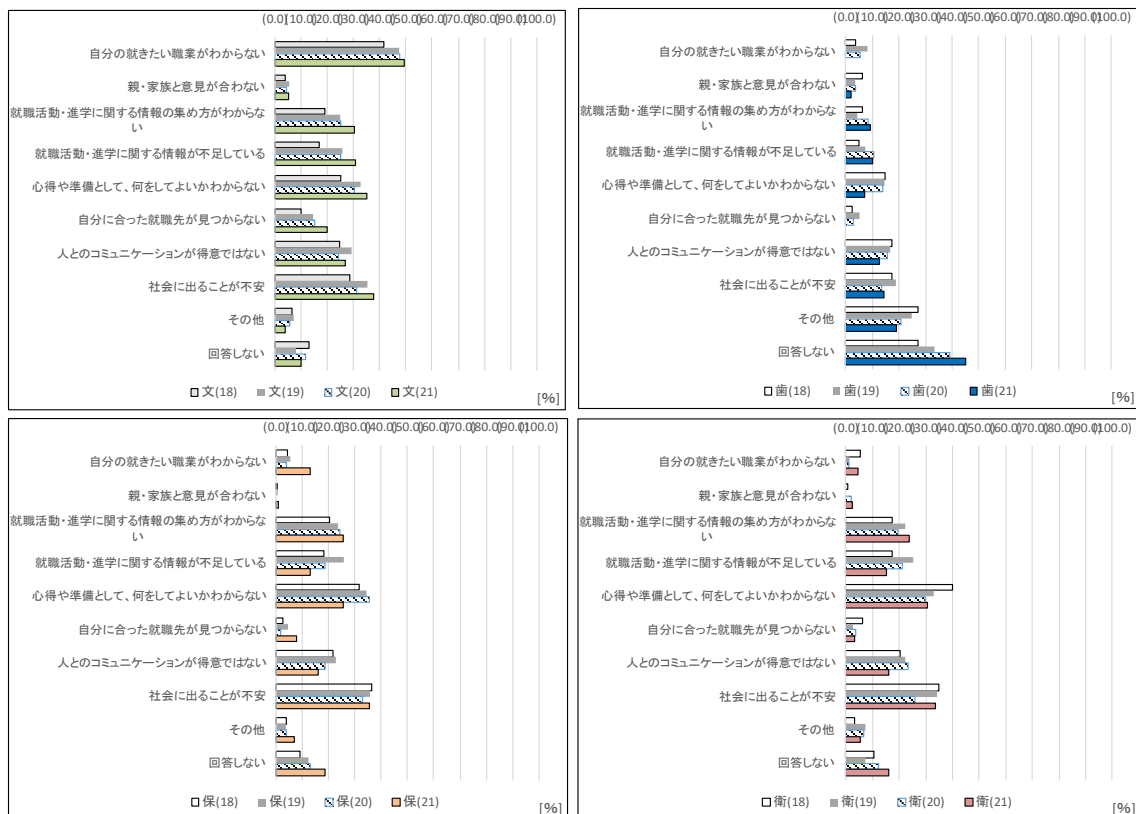 (0.0)(10.0)(20.0)(30.0)(40.0)(50.0)(60.0)(70.0)(80.0)(90.0)(100.0)
自分の就きたい職業がわからない
親・家族と意見が合わない
就職活動・進学に関する情報の集め方がわからな
い
就職活動・進学に関する情報が不足している
心得や準備として、何をしてよいかわからない
自分に合った就職先が見つからない
人とのコミュニケーションが得意ではない
社会に出ることが不安
その他
回答しない
文(18) 文(19) 文(20) 文(21)
[%]
(0.0)(10.0)(20.0)(30.0)(40.0)(50.0)(60.0)(70.0)(80.0)(90.0)(100.0)
自分の就きたい職業がわからない
親・家族と意見が合わない
就職活動・進学に関する情報の集め方がわからな
い
就職活動・進学に関する情報が不足している
心得や準備として、何をしてよいかわからない
自分に合った就職先が見つからない
人とのコミュニケーションが得意ではない
社会に出ることが不安
その他
回答しない
歯(18) 歯(19) 歯(20) 歯(21)
[%]
(0.0)(10.0)(20.0)(30.0)(40.0)(50.0)(60.0)(70.0)(80.0)(90.0)(100.0)
自分の就きたい職業がわからない
親・家族と意見が合わない
就職活動・進学に関する情報の集め方がわからな
い
就職活動・進学に関する情報が不足している
心得や準備として、何をしてよいかわからない
自分に合った就職先が見つからない
人とのコミュニケーションが得意ではない
社会に出ることが不安
その他
回答しない
保(18) 保(19) 保(20) 保(21)
[%]
(0.0)(10.0)(20.0)(30.0)(40.0)(50.0)(60.0)(70.0)(80.0)(90.0)(100.0)
自分の就きたい職業がわからない
親・家族と意見が合わない
就職活動・進学に関する情報の集め方がわからな
い
就職活動・進学に関する情報が不足している
心得や準備として、何をしてよいかわからない
自分に合った就職先が見つからない
人とのコミュニケーションが得意ではない
社会に出ることが不安
その他
回答しない
衛(18) 衛(19) 衛(20) 衛(21)
[%]